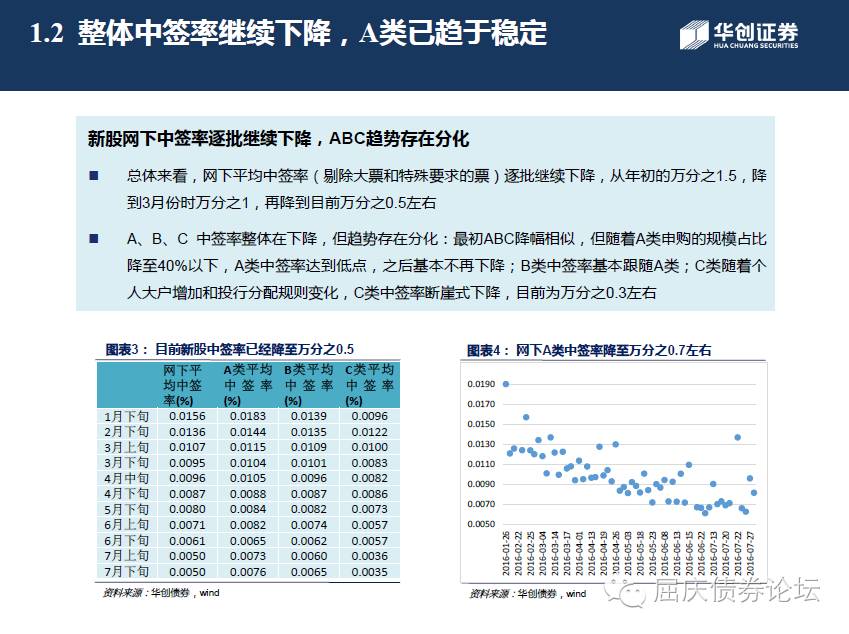 1.2 整体中签率继续下降，A类已趋于稳定
华创证券
HUA CHUANG SECURITIES
新股网下中签率逐批继续下降，ABC趋势存在分化
■ 总体来看，网下平均中签率（剔除大票和特殊要求的票）逐批继续下降，从年初的万分之1.5，降
到3月份时万分之1，再降到目前万分之0.5左右
■ A、B、C 中签率整体在下降，但趋势存在分化：最初ABC降幅相似，但随着A类申购的规模占比
降至40%以下，A类中签率达到低点，之后基本不再下降；B类中签率基本跟随A类；C类随着个
人大户增加和投行分配规则变化，C类中签率断崖式下降，目前为万分之0.3左右
图表3： 目前新股中签率已经降至万分之0.5
网下平 A类平均 B类平均 C类平均
均中签 中签率 中签率 中签率
率(%) (%) (%) (%)
1月下旬 0.0156 0.0183 0.0139 0.0096
2月下旬 0.0136 0.0144 0.0135 0.0122
3月上旬 0.0107 0.0115 0.0109 0.0100
3月下旬 0.0095 0.0104 0.0101 0.0083
4月中旬 0.0096 0.0105 0.0096 0.0082
4月下旬 0.0087 0.0088 0.0087 0.0086
5月下旬 0.0080 0.0084 0.0082 0.0073
6月上旬 0.0071 0.0082 0.0074 0.0057
6月下旬 0.0061 0.0065 0.0062 0.0057
7月上旬 0.0050 0.0073 0.0060 0.0036
7月下旬 0.0050 0.0076 0.0065 0.0035
资料来源：华创债券，wind
图表4： 网下A类中签率降至万分之0.7左右
0.0190
0.0170
0.0150
0.0130
0.0110
0.0090
0.0070
0.0050
2016-01-26
2016-02-22
2016-02-25
2016-03-04
2016-03-14
2016-03-17
2016-04-01
2016-04-13
2016-04-19
2016-04-26
2016-05-03
2016-05-18
2016-05-23
2016-06-08
2016-06-13
2016-06-15
2016-06-22
2016-07-13
2016-07-20
2016-07-22
2016-07-27
资料来源：华创债券，wind
屈庆债券论坛